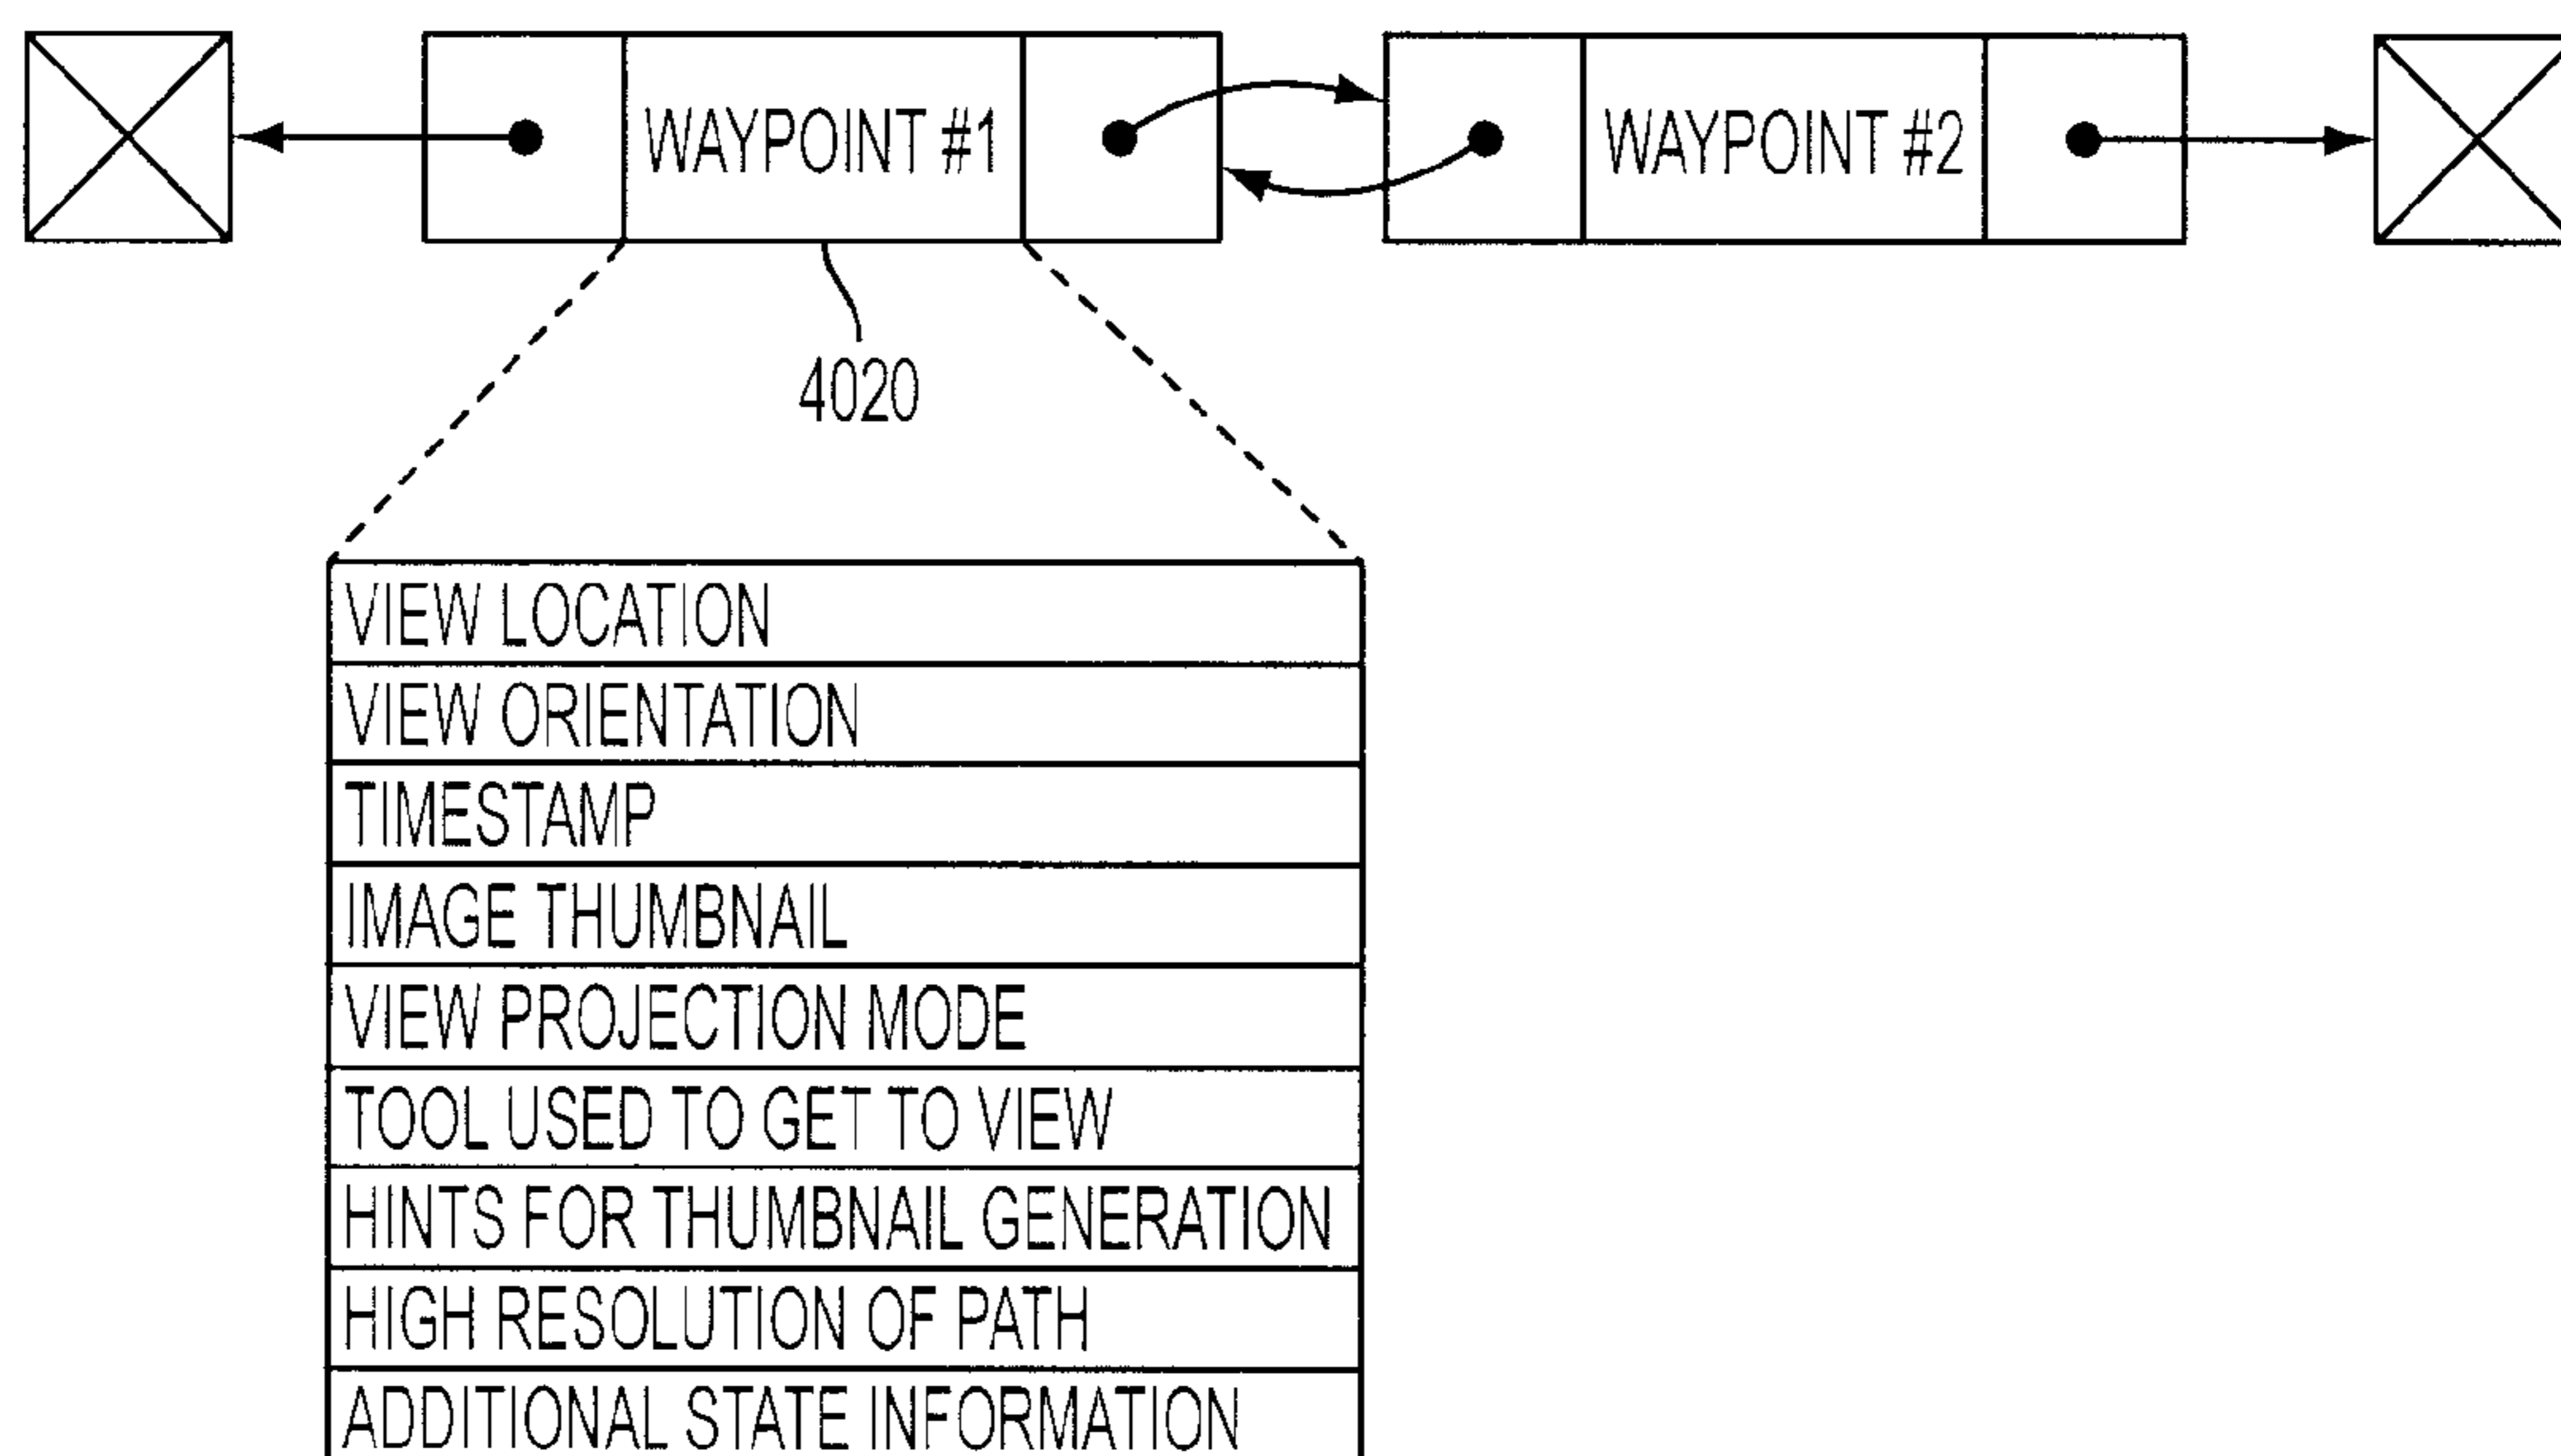 WAYPOINT #1
WAYPOINT #2
4020
VIEW LOCATION
VIEW ORIENTATION
TIMESTAMP
IMAGE THUMBNAIL
VIEW PROJECTION MODE
TOOL USED TO GET TO VIEW
HINTS FOR THUMBNAIL GENERATION
HIGH RESOLUTION OF PATH
ADDITIONAL STATE INFORMATION